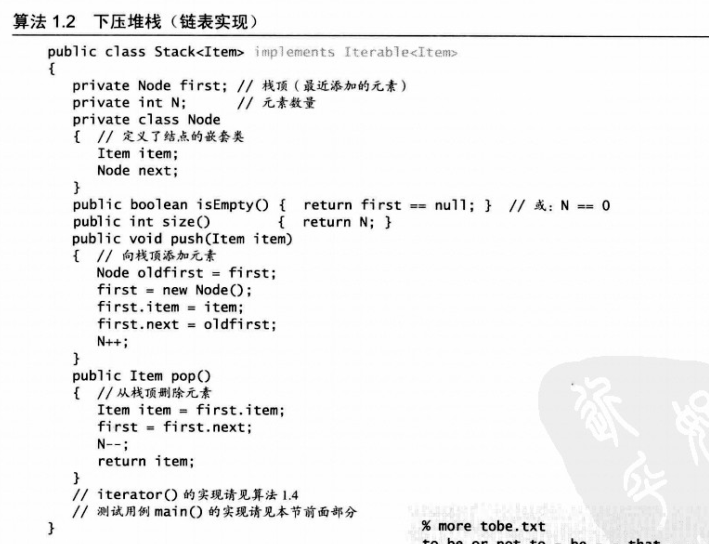 算法 1.2 下压堆栈（链表实现）
public class Stack<Item> implements Iterable<Item>
{
private Node first; // 栈顶（最近添加的元素）
private int N; // 元素数量
private class Node
{ // 定义了结点的嵌套类
Item item;
Node next;
}
public boolean isEmpty() { return first == null; } // 或：N == 0
public int size() { return N; }
public void push(Item item)
{ // 向栈顶添加元素
Node oldfirst = first;
first = new Node();
first.item = item;
first.next = oldfirst;
N++;
}
public Item pop()
{ // 从栈顶删除元素
Item item = first.item;
first = first.next;
N--;
return item;
}
// iterator() 的实现请见算法 1.4
// 测试用例 main() 的实现请见本节前面部分
}
% more tobe.txt
to be or not to - be - - that